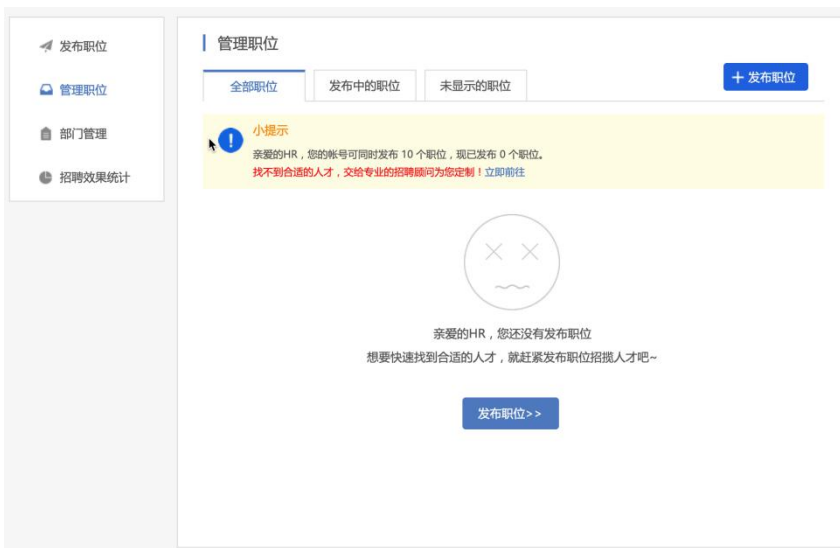 发布职位
管理职位
部门管理
招聘效果统计
管理职位
全部职位
发布中的职位
未显示的职位
+ 发布职位
小提示
亲爱的HR，您的帐号可同时发布 10 个职位，现已发布 0 个职位。
找不到合适的人才，交给专业的招聘顾问为您定制！立即前往
亲爱的HR，您还没有发布职位
想要快速找到合适的人才，就赶紧发布职位招揽人才吧~
发布职位>>